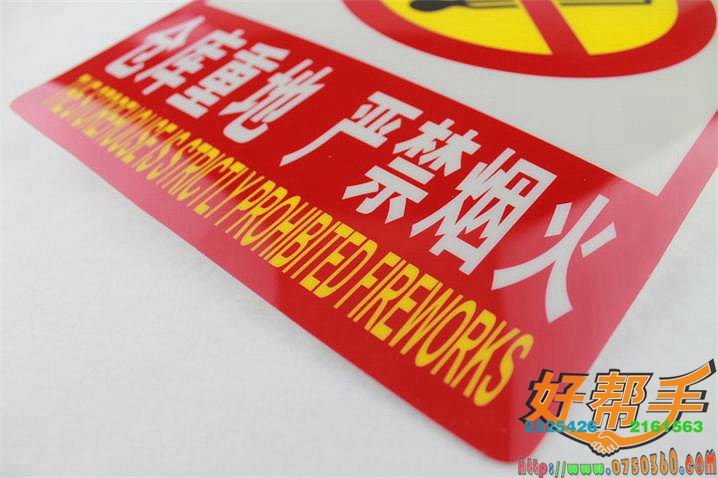 仓库重地 严禁烟火
THE STOREHOUSE IS STRICTLY PROHIBITED FIREWORKS
好帮手
2225426 2161563
http://www.0750360.com